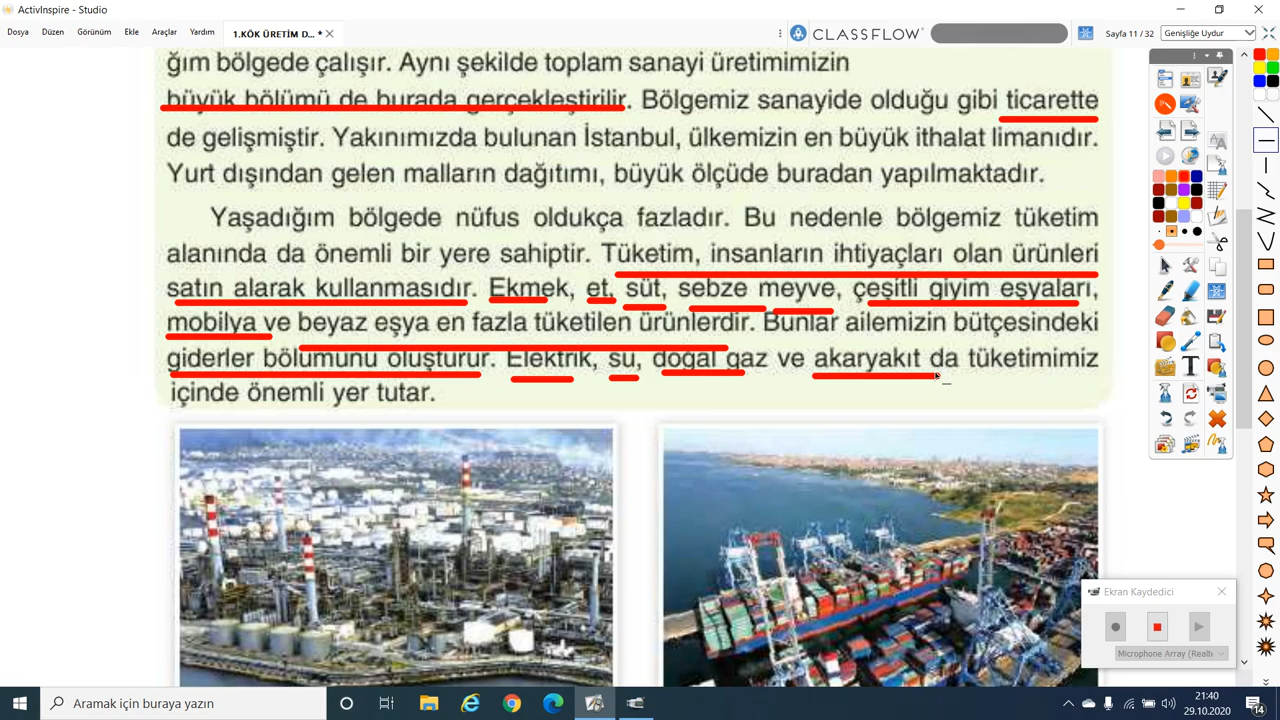 ActivInspire - Studio
Dosya Düzen Görünüm Ekle Araçlar Yardım
1.KÖK ÜRETİM D... *
CLASSFLOW
Sayfa 11 / 32
Genişliğe Uydur
ğım bölgede çalışır. Aynı şekilde toplam sanayi üretimimizin
büyük bölümü de burada gerçekleştirilir. Bölgemiz sanayide olduğu gibi ticarette
de gelişmiştir. Yakınımızda bulunan İstanbul, ülkemizin en büyük ithalat limanıdır.
Yurt dışından gelen malların dağıtımı, büyük ölçüde buradan yapılmaktadır.
Yaşadığım bölgede nüfus oldukça fazladır. Bu nedenle bölgemiz tüketim
alanında da önemli bir yere sahiptir. Tüketim, insanların ihtiyaçları olan ürünleri
satın alarak kullanmasıdır. Ekmek, et, süt, sebze meyve, çeşitli giyim eşyaları,
mobilya ve beyaz eşya en fazla tüketilen ürünlerdir. Bunlar ailemizin bütçesindeki
giderler bölümünü oluşturur. Elektrik, su, doğal gaz ve akaryakıt da tüketimimiz
içinde önemli yer tutar.
Ekran Kaydedici
Microphone Array (Realt
Aramak için buraya yazın
21:40
29.10.2020
14